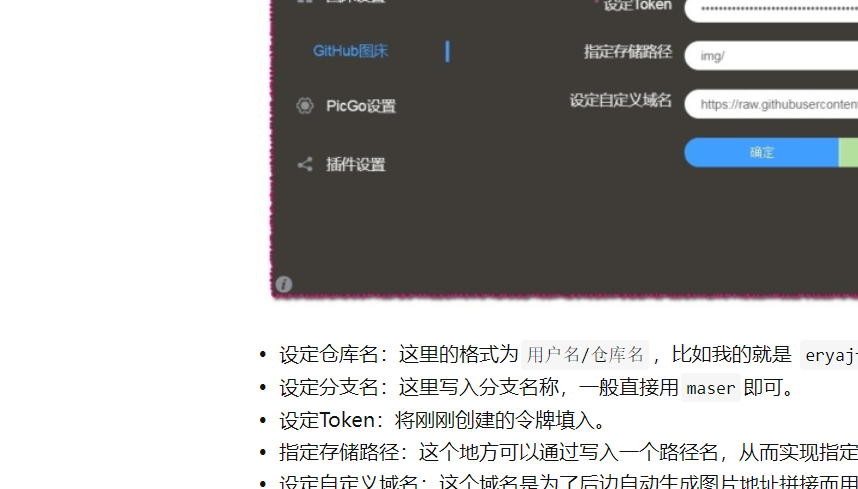 图床设置
设定Token
GitHub图床
指定存储路径
img/
设定自定义域名
PicGo设置
https://raw.githubuserconten
确定
插件设置
• 设定仓库名：这里的格式为 用户名/仓库名 ，比如我的就是 eryaj
• 设定分支名：这里写入分支名称，一般直接用 maser 即可。
• 设定Token：将刚刚创建的令牌填入。
• 指定存储路径：这个地方可以通过写入一个路径名，从而实现指定
• 设定自定义域名：这个域名是为了后边自动生成图片地址拼接而用